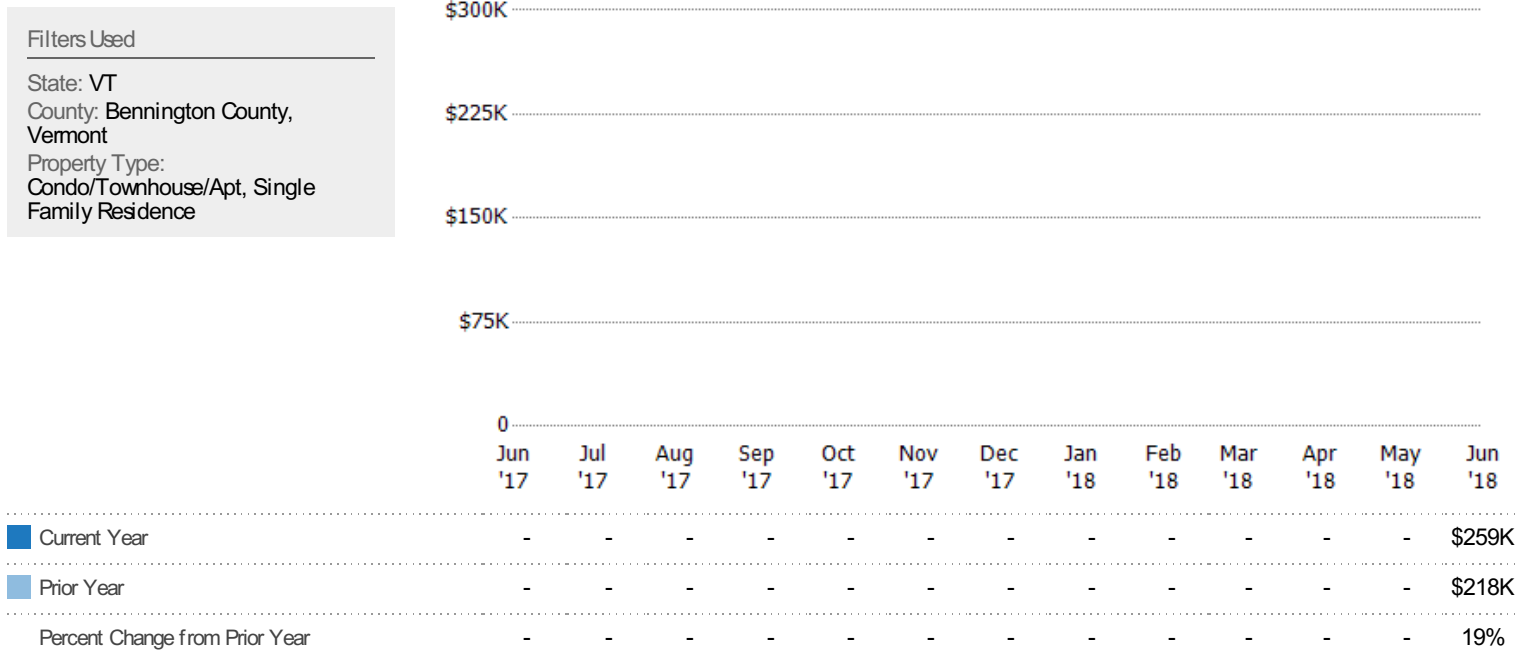 Filters Used
State: VT
County: Bennington County,
Vermont
Property Type:
Condo/Townhouse/Apt, Single
Family Residence
$300K
$225K
$150K
$75K
0
Jun Jul Aug Sep Oct Nov Dec Jan Feb Mar Apr May Jun
'17 '17 '17 '17 '17 '17 '17 '18 '18 '18 '18 '18 '18
Current Year - - - - - - - - - - - - $259K
Prior Year - - - - - - - - - - - - $218K
Percent Change from Prior Year - - - - - - - - - - - - 19%